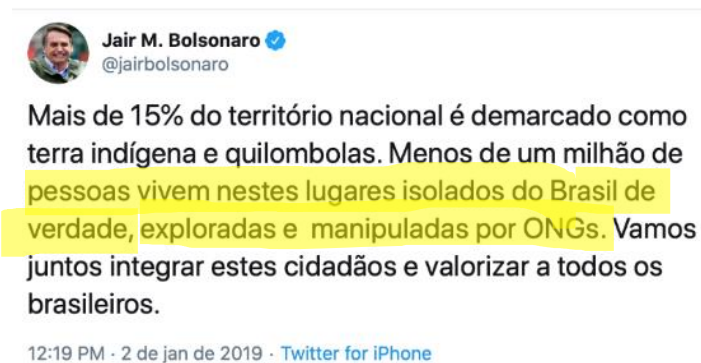 Jair M. Bolsonaro
@jairbolsonaro
Mais de 15% do território nacional é demarcado como
terra indígena e quilombolas. Menos de um milhão de
pessoas vivem nestes lugares isolados do Brasil de
verdade, exploradas e manipuladas por ONGs. Vamos
juntos integrar estes cidadãos e valorizar a todos os
brasileiros.
12:19 PM · 2 de jan de 2019 · Twitter for iPhone